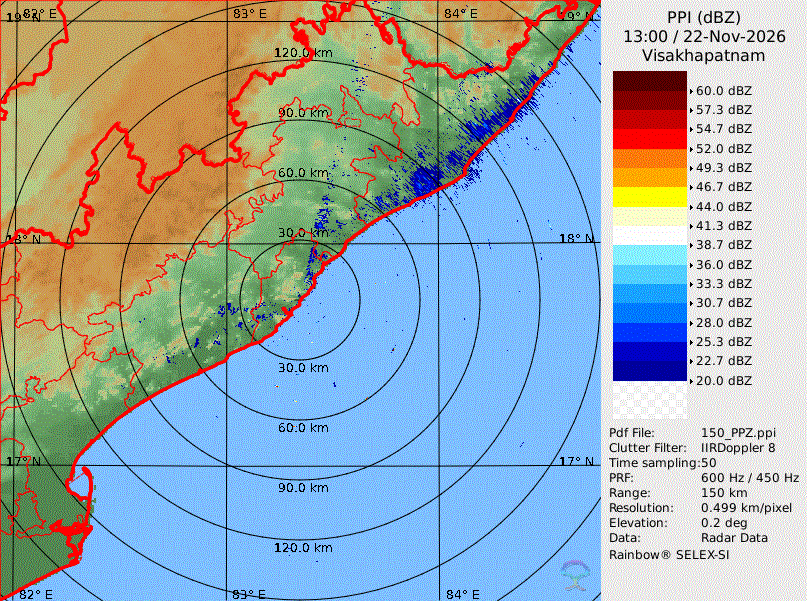 82° E
83° E
84° E
19° N
19° N
120.0 km
90.0 km
60.0 km
30.0 km
18° N
18° N
30.0 km
60.0 km
17° N
17° N
90.0 km
120.0 km
82° E
83° E
84° E
PPI (dBZ)
13:00 / 22-Nov-2026
Visakhapatnam
60.0 dBZ
57.3 dBZ
54.7 dBZ
52.0 dBZ
49.3 dBZ
46.7 dBZ
44.0 dBZ
41.3 dBZ
38.7 dBZ
36.0 dBZ
33.3 dBZ
30.7 dBZ
28.0 dBZ
25.3 dBZ
22.7 dBZ
20.0 dBZ
Pdf File: 150_PPZ.ppi
Clutter Filter: IIRDoppler 8
Time sampling:50
PRF: 600 Hz / 450 Hz
Range: 150 km
Resolution: 0.499 km/pixel
Elevation: 0.2 deg
Data: Radar Data
Rainbow® SELEX-SI